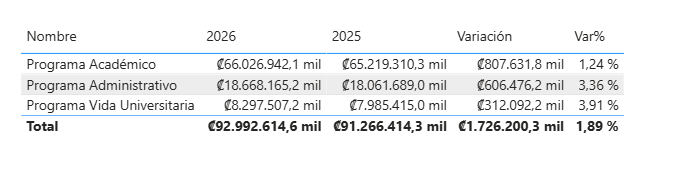 Nombre 2026 2025 Variación Var%
Programa Académico ₡66.026.942,1 mil ₡65.219.310,3 mil ₡807.631,8 mil 1,24 %
Programa Administrativo ₡18.668.165,2 mil ₡18.061.689,0 mil ₡606.476,2 mil 3,36 %
Programa Vida Universitaria ₡8.297.507,2 mil ₡7.985.415,0 mil ₡312.092,2 mil 3,91 %
Total ₡92.992.614,6 mil ₡91.266.414,3 mil ₡1.726.200,3 mil 1,89 %